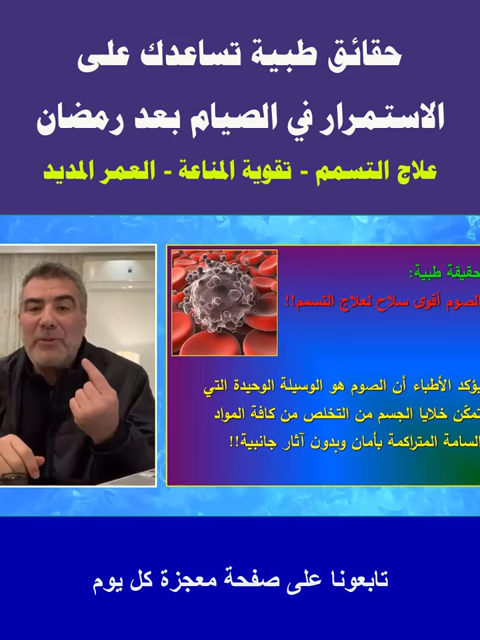 حقائق طبية تساعدك على
الاستمرار في الصيام بعد رمضان
علاج التسمم - تقوية المناعة - العمر المديد
حقيقة طبية:
الصوم أقوى سلاح لعلاج التسمم!!
يؤكد الأطباء أن الصوم هو الوسيلة الوحيدة التي
تمكّن خلايا الجسم من التخلص من كافة المواد
السامة المتراكمة بأمان وبدون آثار جانبية!!
تابعونا على صفحة معجزة كل يوم